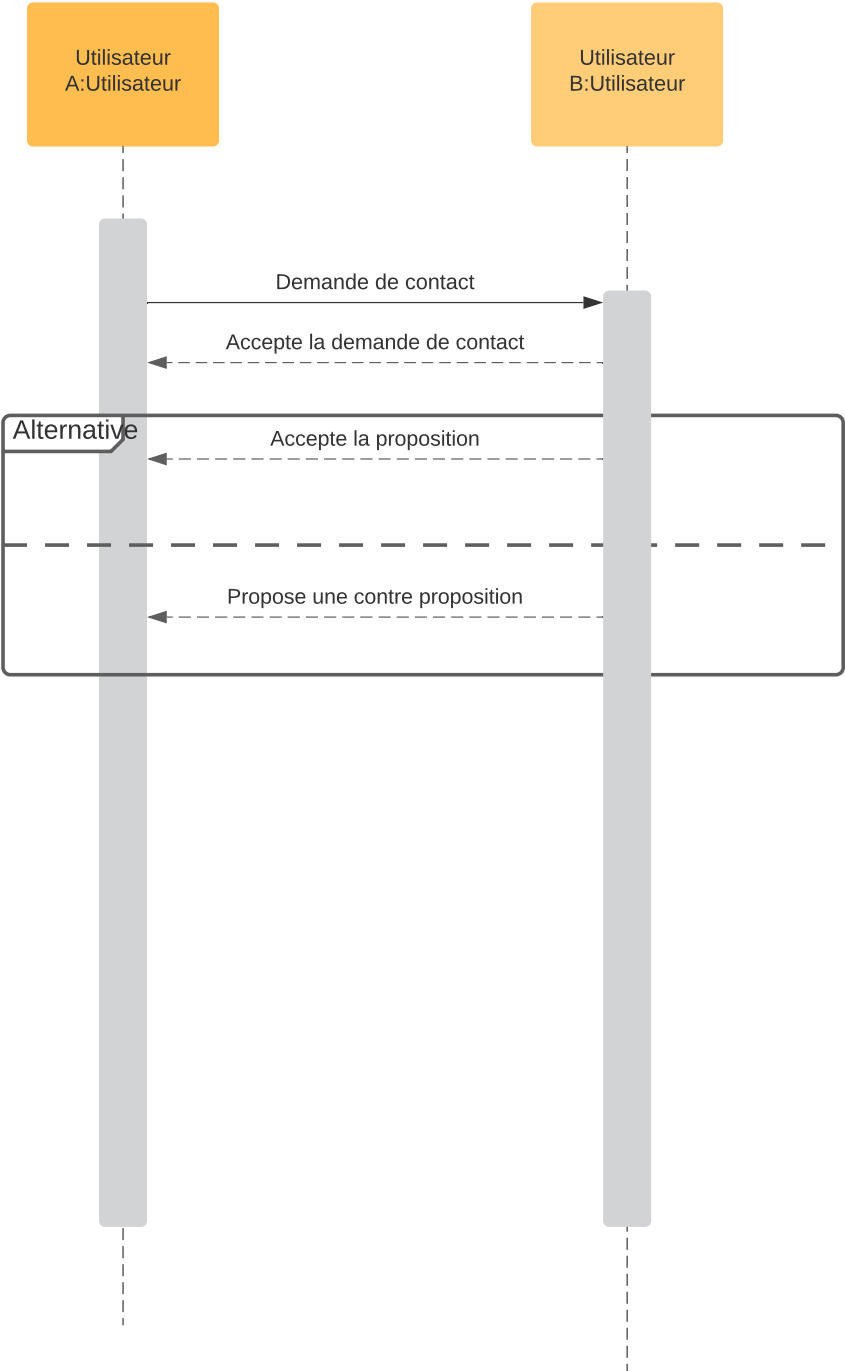 Utilisateur
A:Utilisateur
Utilisateur
B:Utilisateur
Demande de contact
Accepte la demande de contact
Alternative
Accepte la proposition
Propose une contre proposition